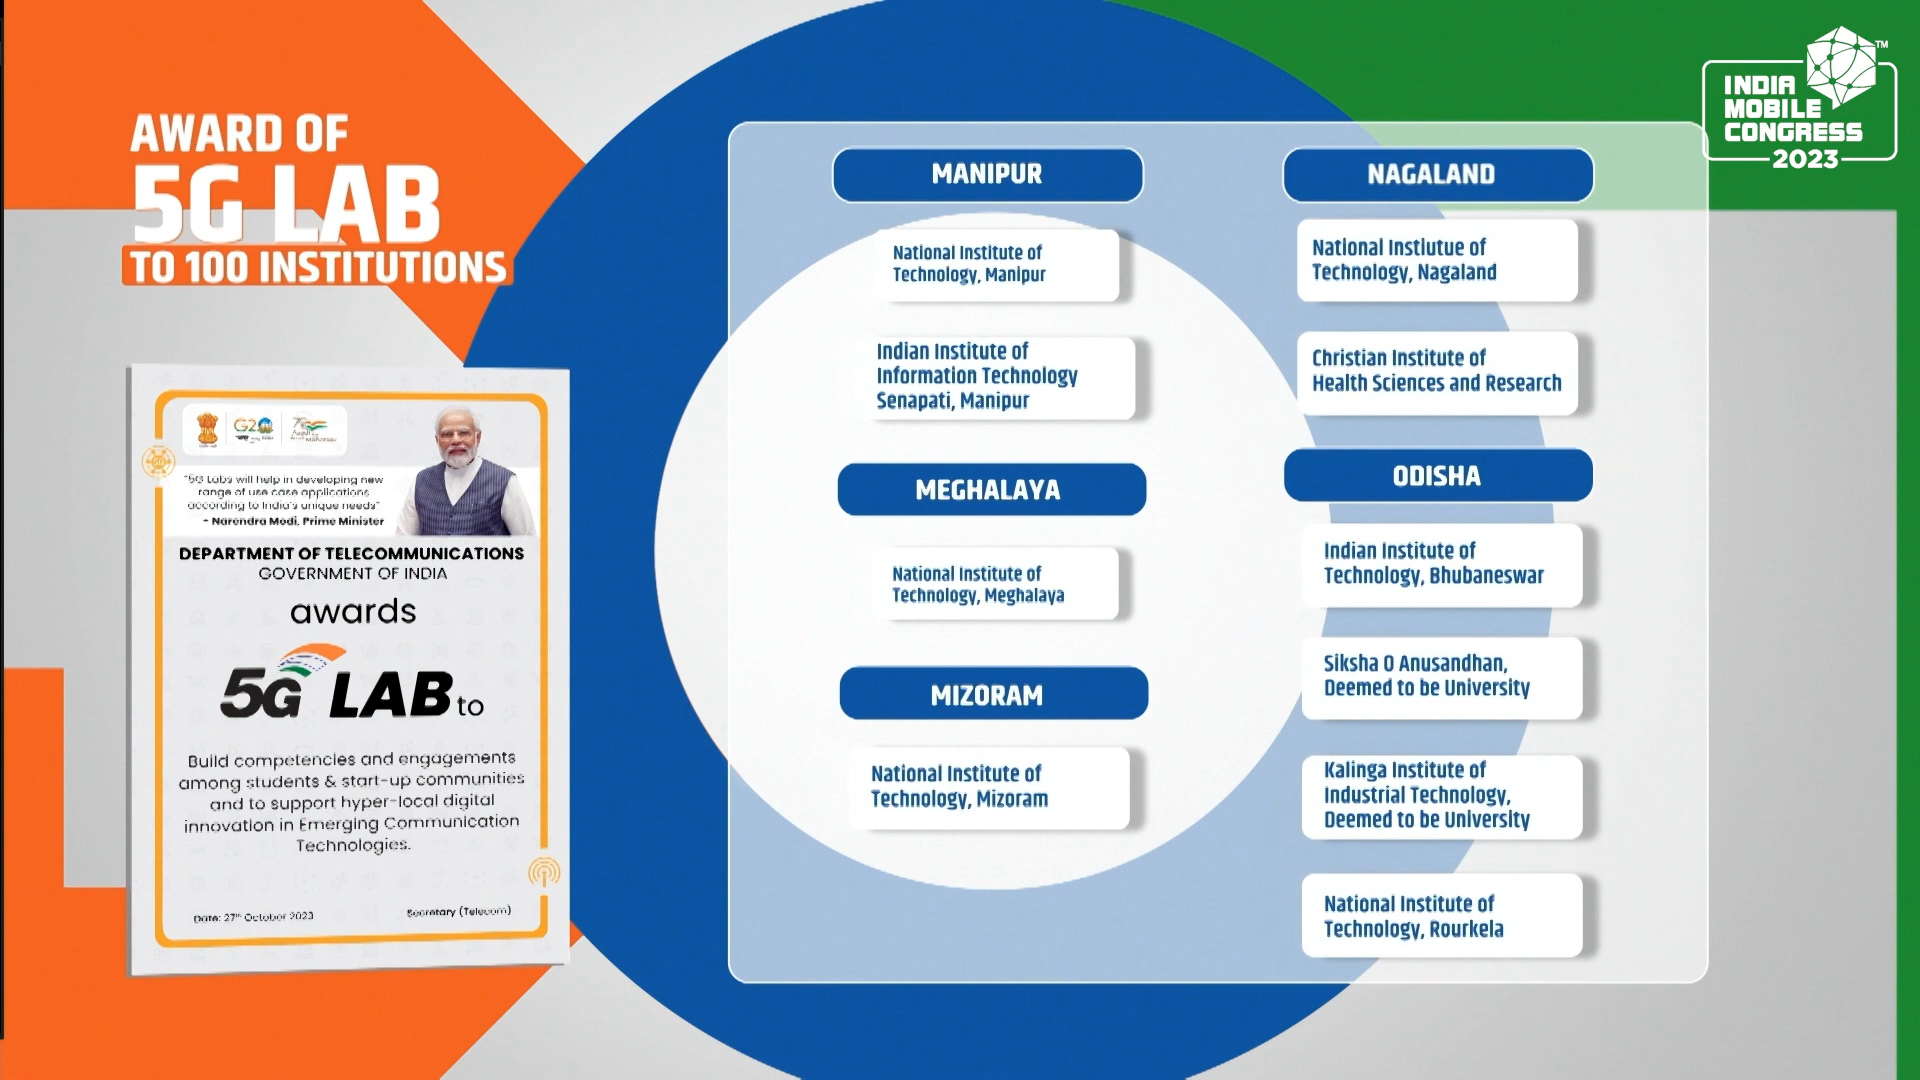 AWARD OF
5G LAB
TO 100 INSTITUTIONS
G20
"5G Labs will help in developing new
range of use case applications
according to India's unique needs"
- Narendra Modi, Prime Minister
DEPARTMENT OF TELECOMMUNICATIONS
GOVERNMENT OF INDIA
awards
5G LAB to
Build competencies and engagements
among students & start-up communities
and to support hyper-local digital
innovation in Emerging Communication
Technologies.
Date: 27th October 2023
Secretary (Telecom)
MANIPUR
National Institute of
Technology, Manipur
Indian Institute of
Information Technology
Senapati, Manipur
MEGHALAYA
National Institute of
Technology, Meghalaya
MIZORAM
National Institute of
Technology, Mizoram
NAGALAND
National Instiutue of
Technology, Nagaland
Christian Institute of
Health Sciences and Research
ODISHA
Indian Institute of
Technology, Bhubaneswar
Siksha O Anusandhan,
Deemed to be University
Kalinga Institute of
Industrial Technology,
Deemed to be University
National Institute of
Technology, Rourkela
INDIA
MOBILE
CONGRESS
2023
TM